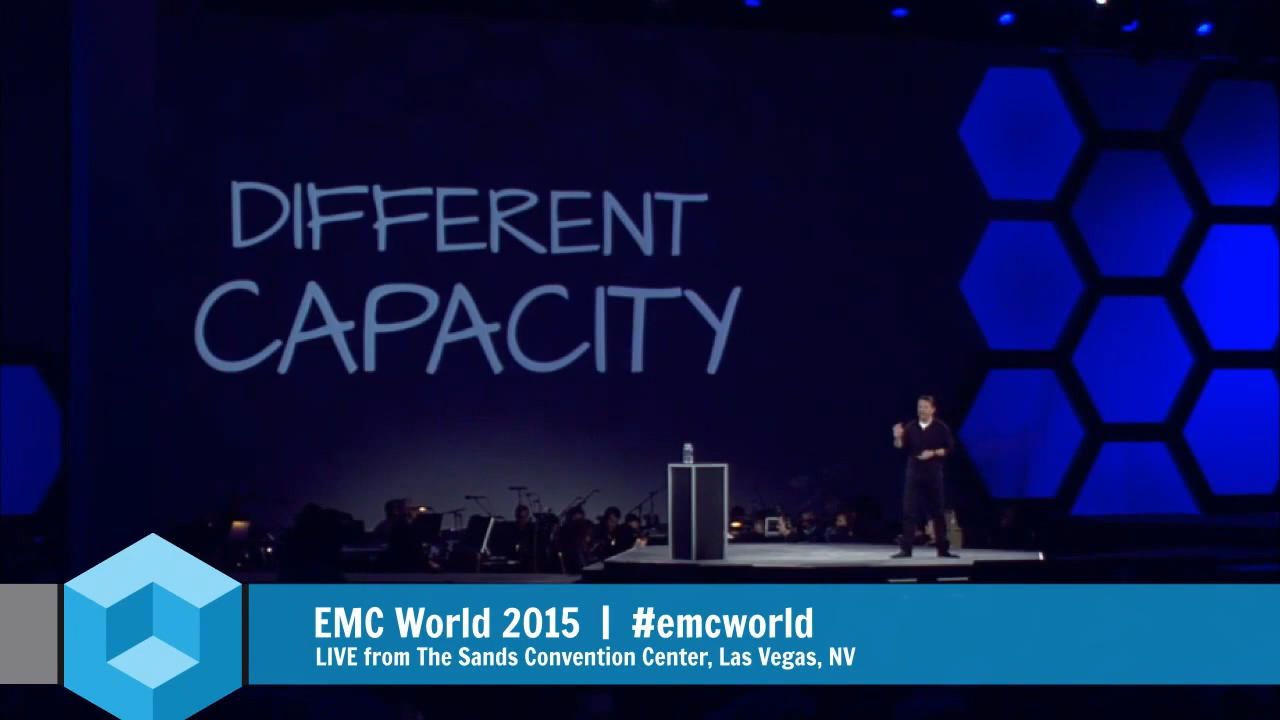 DIFFERENT
CAPACITY
EMC World 2015 | #emcworld
LIVE from The Sands Convention Center, Las Vegas, NV